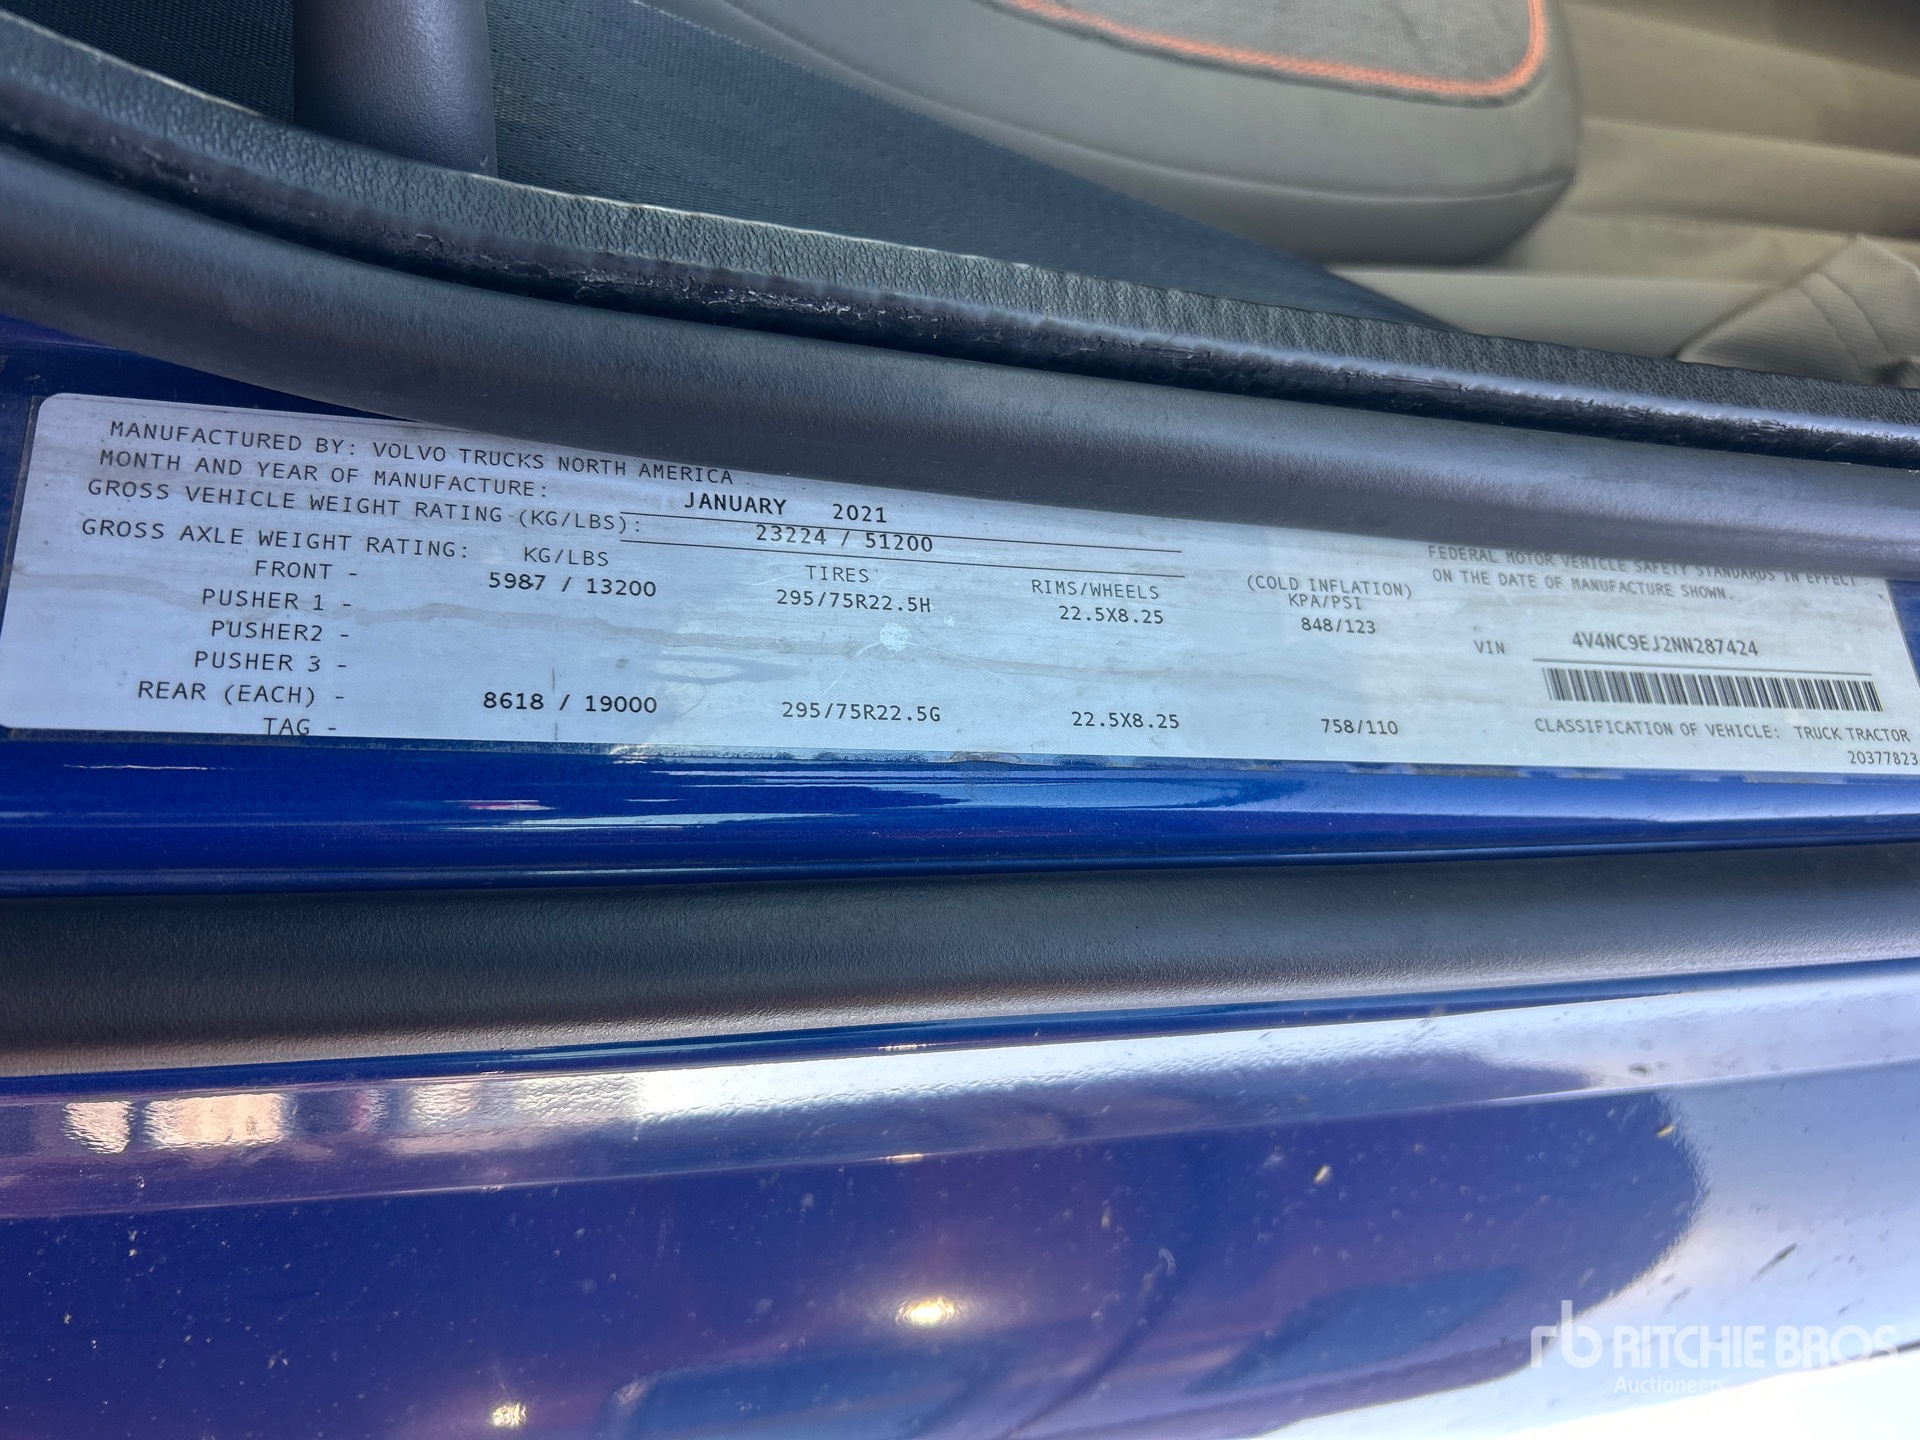 MANUFACTURED BY: VOLVO TRUCKS NORTH AMERICA
MONTH AND YEAR OF MANUFACTURE: JANUARY 2021
GROSS VEHICLE WEIGHT RATING (KG/LBS): 23224 / 51200
GROSS AXLE WEIGHT RATING: KG/LBS TIRES RIMS/WHEELS (COLD INFLATION) KPA/PSI
FRONT - 5987 / 13200 295/75R22.5H 22.5X8.25 848/123
PUSHER 1 -
PUSHER2 -
PUSHER 3 -
REAR (EACH) - 8618 / 19000 295/75R22.5G 22.5X8.25 758/110
TAG -
FEDERAL MOTOR VEHICLE SAFETY STANDARDS IN EFFECT
ON THE DATE OF MANUFACTURE SHOWN.
VIN 4V4NC9EJ2NN287424
CLASSIFICATION OF VEHICLE: TRUCK TRACTOR
20377823
rb RITCHIE BROS
Auctioneers